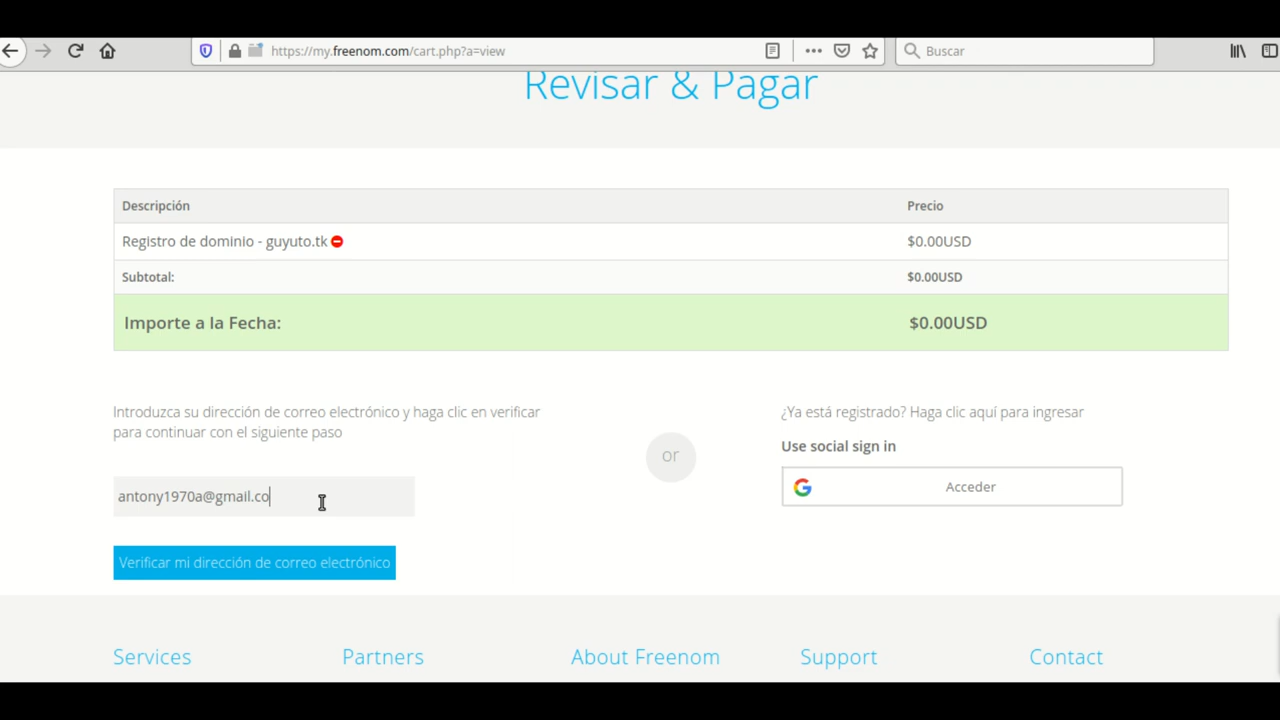 https://my.freenom.com/cart.php?a=view
Buscar
Revisar & Pagar
Descripción Precio
Registro de dominio - guyuto.tk $0.00USD
Subtotal: $0.00USD
Importe a la Fecha: $0.00USD
Introduzca su dirección de correo electrónico y haga clic en verificar
para continuar con el siguiente paso
antony1970a@gmail.co
Verificar mi dirección de correo electrónico
or
¿Ya está registrado? Haga clic aquí para ingresar
Use social sign in
Acceder
Services Partners About Freenom Support Contact